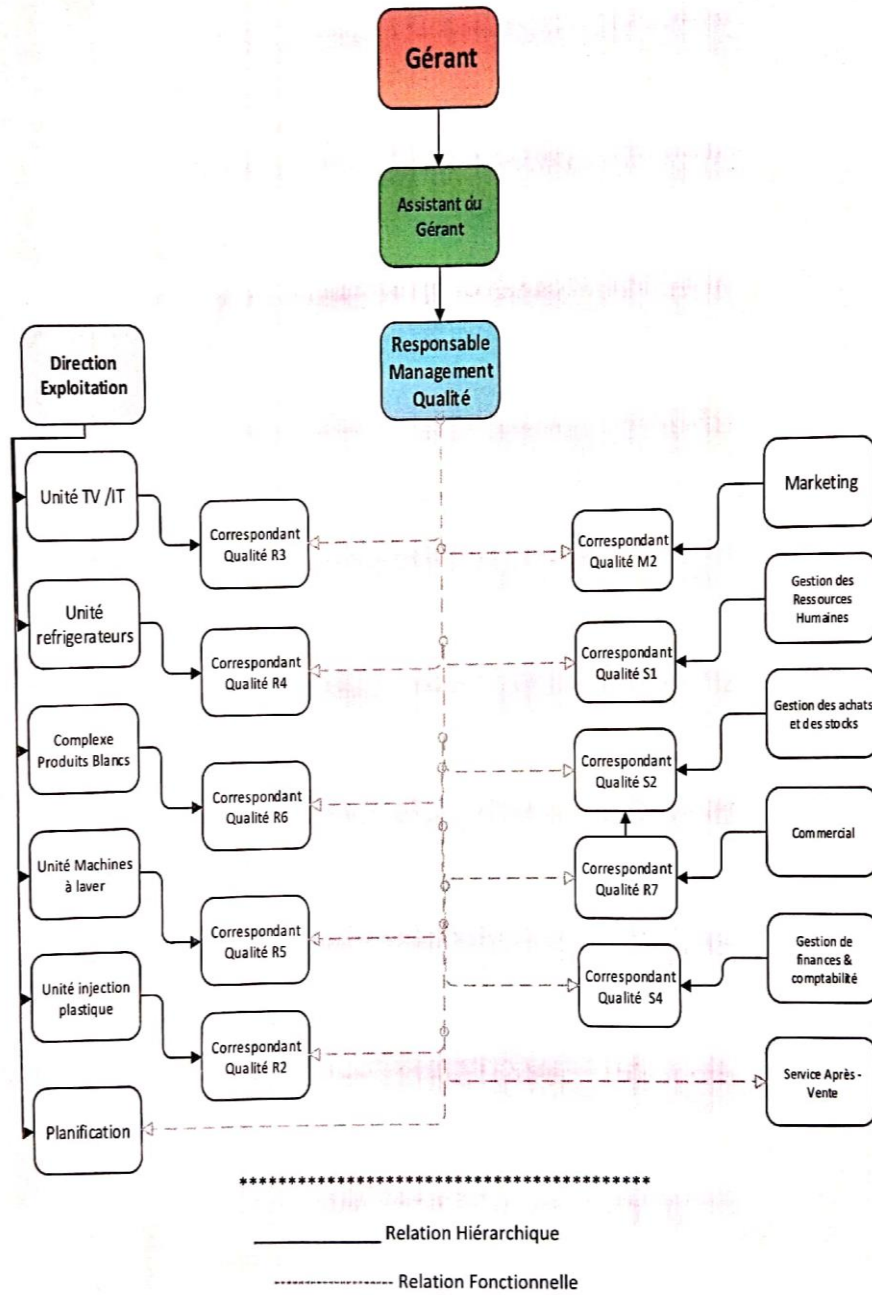 Gérant
Assistant du
Gérant
Responsable
Management
Qualité
Direction
Exploitation
Unité TV /IT
Correspondant
Qualité R3
Unité
refrigerateurs
Correspondant
Qualité R4
Complexe
Produits Blancs
Correspondant
Qualité R6
Unité Machines
à laver
Correspondant
Qualité R5
Unité injection
plastique
Correspondant
Qualité R2
Planification
Marketing
Correspondant
Qualité M2
Gestion des
Ressources
Humaines
Correspondant
Qualité S1
Gestion des achats
et des stocks
Correspondant
Qualité S2
Commercial
Correspondant
Qualité R7
Gestion de
finances &
comptabilité
Correspondant
Qualité S4
Service Après -
Vente
******************************************
Relation Hiérarchique
Relation Fonctionnelle